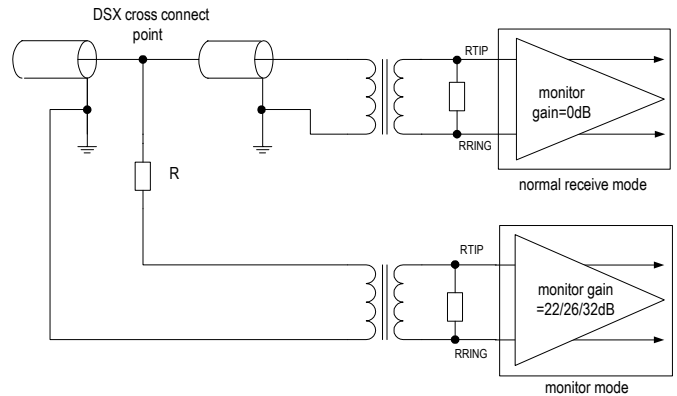 DSX cross connect
point
RTIP
monitor
gain=0dB
RRING
normal receive mode
R
RTIP
monitor gain
=22/26/32dB
RRING
monitor mode